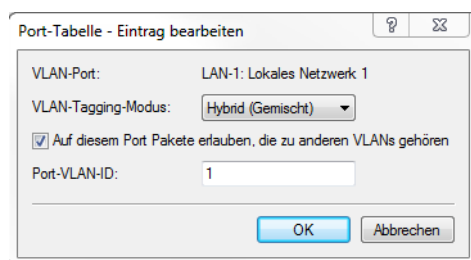 Port-Tabelle - Eintrag bearbeiten
VLAN-Port: LAN-1: Lokales Netzwerk 1
VLAN-Tagging-Modus: Hybrid (Gemischt)
Auf diesem Port Pakete erlauben, die zu anderen VLANs gehören
Port-VLAN-ID: 1
OK Abbrechen